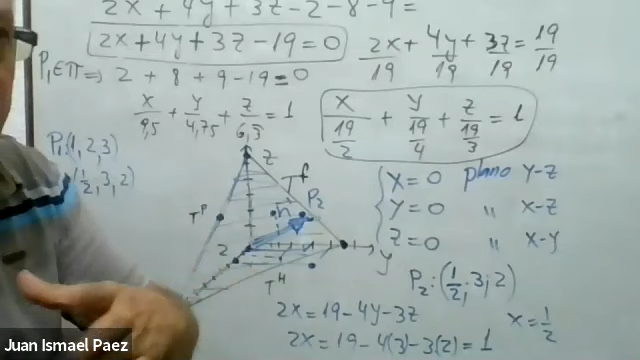 2x + 4y + 3z - 2 - 8 - 9 =
2x + 4y + 3z - 19 = 0
2x/19 + 4y/19 + 3z/19 = 19/19
P₁ ∈ π ⇒ 2 + 8 + 9 - 19 = 0
x/9,5 + y/4,75 + z/6,3 = 1
x/(19/2) + y/(19/4) + z/(19/3) = 1
P₁(1, 2, 3)
(1/2, 3, 2)
z
Tf
P₂
TP
n
2
y
TH
x = 0 plano y-z
y = 0 " x-z
z = 0 " x-y
P₂: (1/2; 3; 2)
2x = 19 - 4y - 3z
x = 1/2
2x = 19 - 4(3) - 3(2) = 1
Juan Ismael Paez